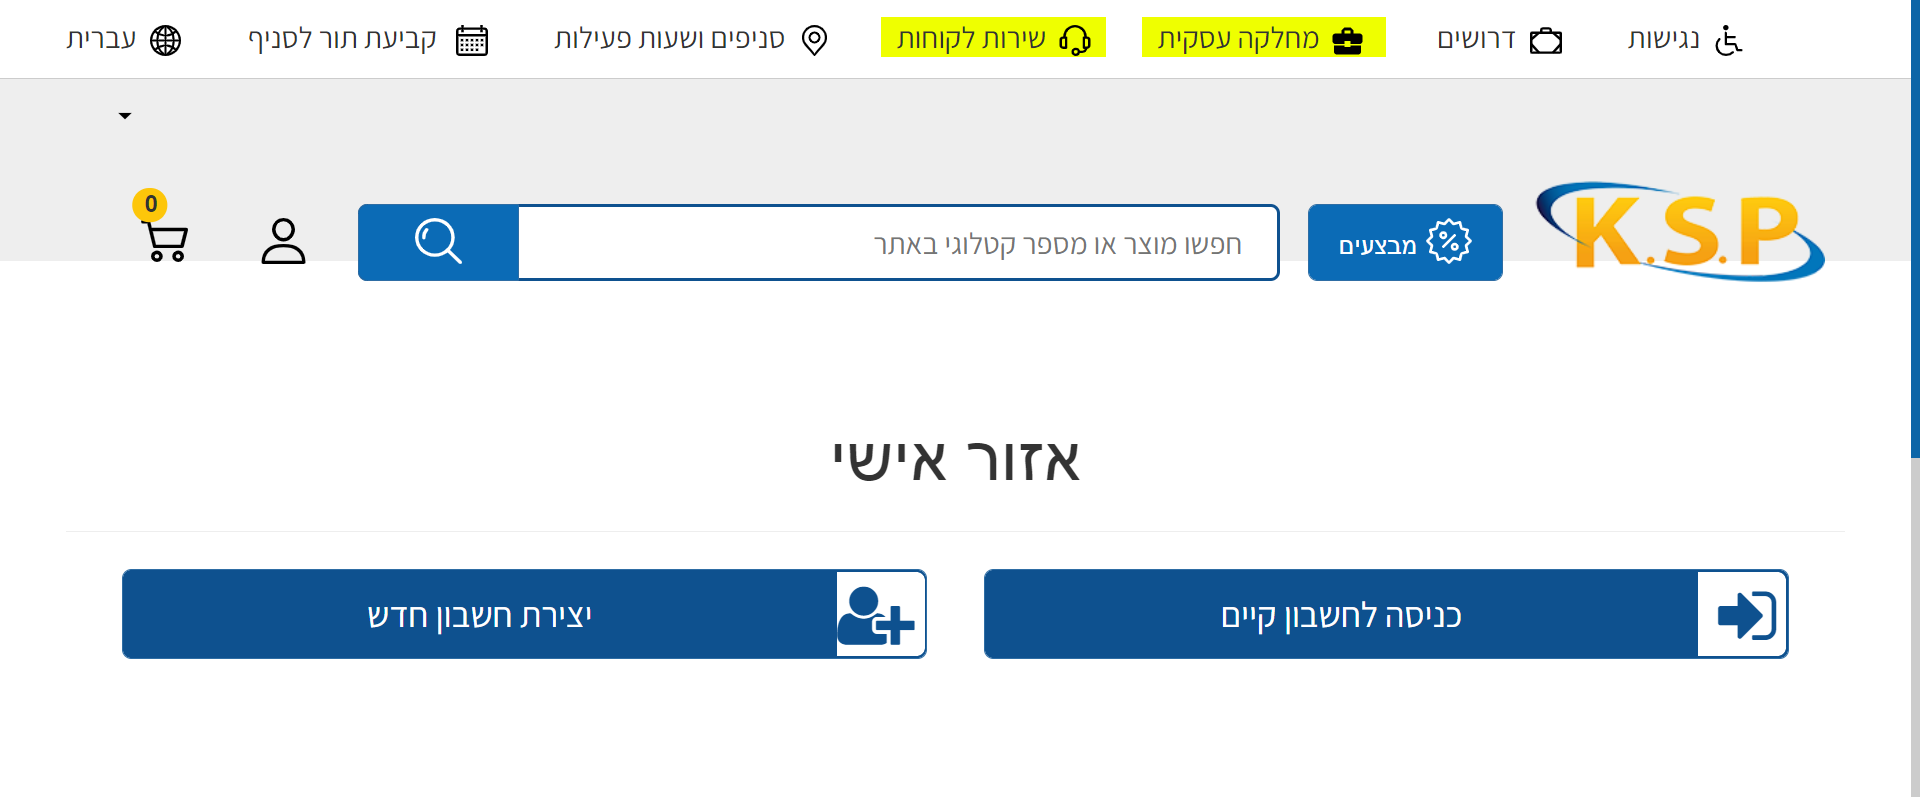 נגישות דרושים מחלקה עסקית שירות לקוחות סניפים ושעות פעילות קביעת תור לסניף עברית
K.S.P מבצעים חפשו מוצר או מספר קטלוגי באתר 0
אזור אישי
כניסה לחשבון קיים יצירת חשבון חדש